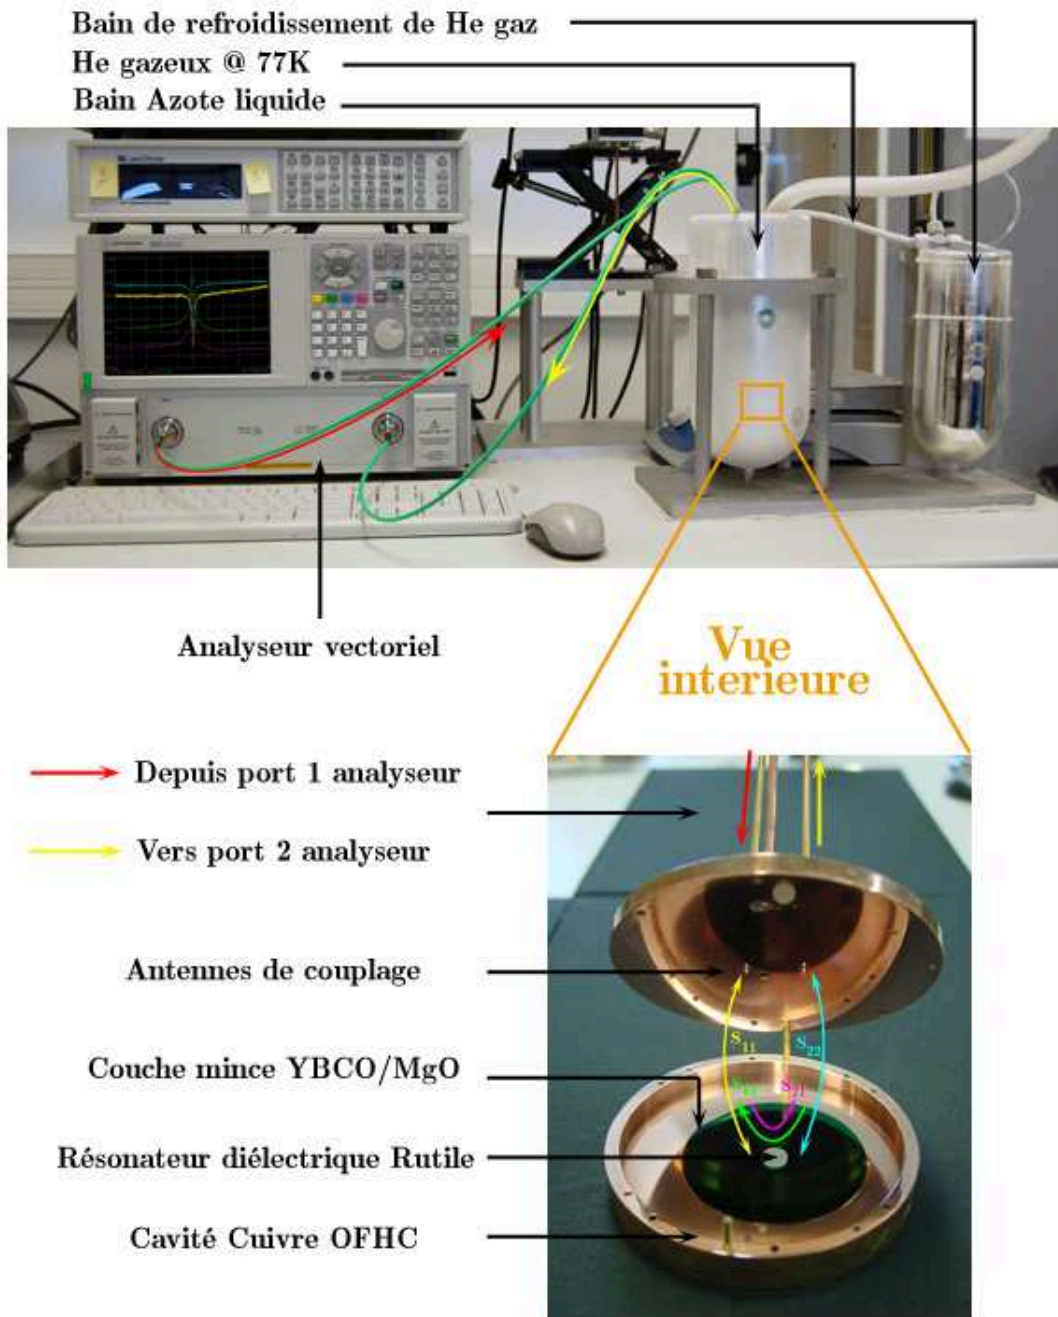 Bain de refroidissement de He gaz
He gazeux @ 77K
Bain Azote liquide
Analyseur vectoriel
Vue
interieure
Depuis port 1 analyseur
Vers port 2 analyseur
Antennes de couplage
S11
S22
Couche mince YBCO/MgO
Résonateur diélectrique Rutile
Cavité Cuivre OFHC